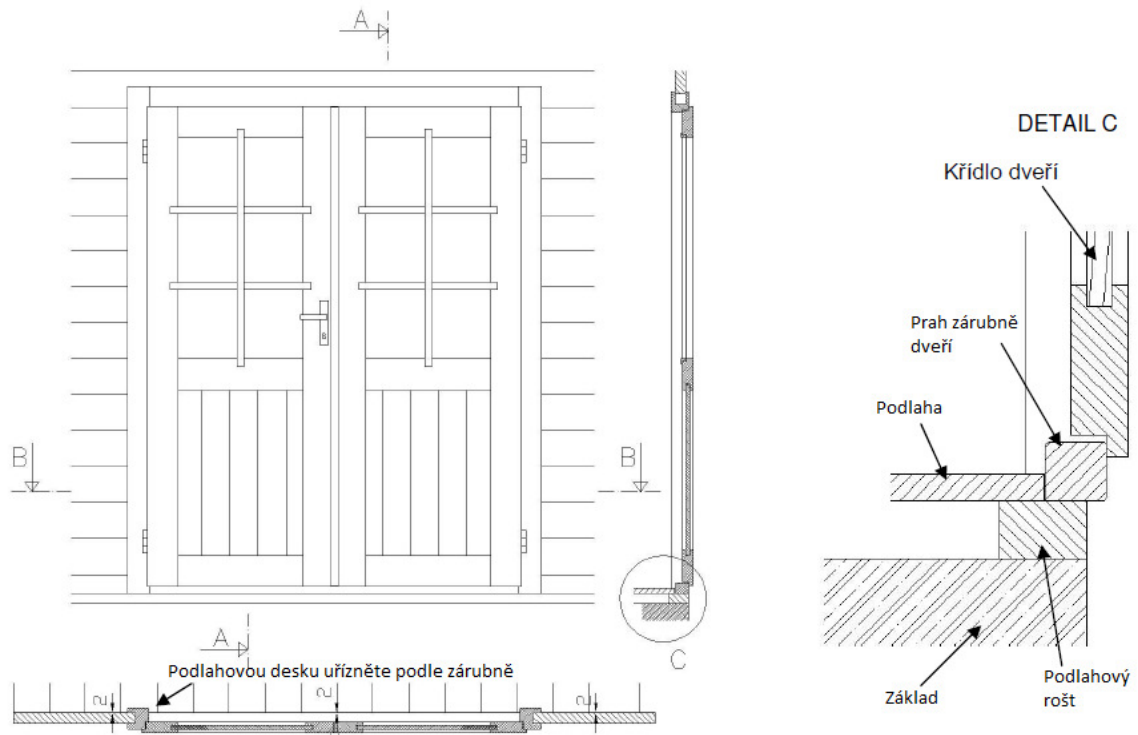 A
DETAIL C
Křídlo dveří
Prah zárubně
dveří
Podlaha
B
B
A
C
Podlahovou desku uřízněte podle zárubně
2
2
2
Základ
Podlahový
rošt